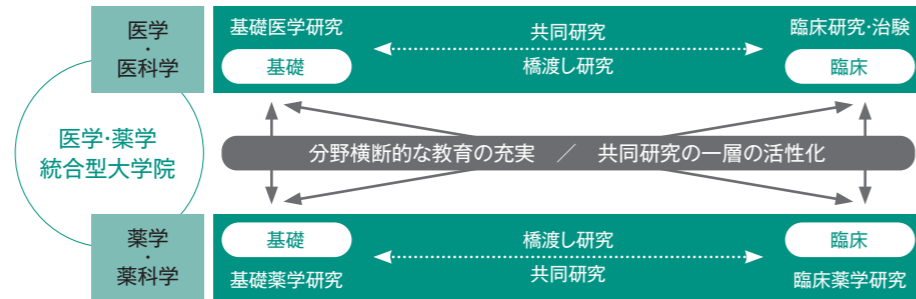 医学
・
医科学
基礎医学研究
基礎
共同研究
橋渡し研究
臨床研究・治験
臨床
医学・薬学
統合型大学院
分野横断的な教育の充実 ／ 共同研究の一層の活性化
薬学
・
薬科学
基礎
基礎薬学研究
橋渡し研究
共同研究
臨床
臨床薬学研究